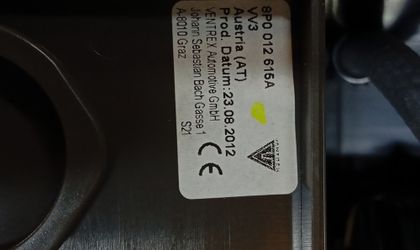 8P0 012 615A
VV3
Austria (AT)
Prod. Datum:23.08.2012
VENTREX Automotive GmbH
Johann Sebastian Bach Gasse 1
A-8010 Graz
S21
CE